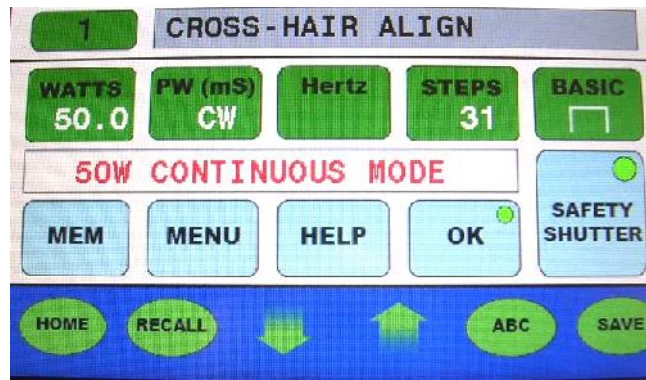 1 CROSS-HAIR ALIGN
WATTS PW (mS) Hertz STEPS BASIC
50.0 CW 31
50W CONTINUOUS MODE
MEM MENU HELP OK SAFETY SHUTTER
HOME RECALL ABC SAVE